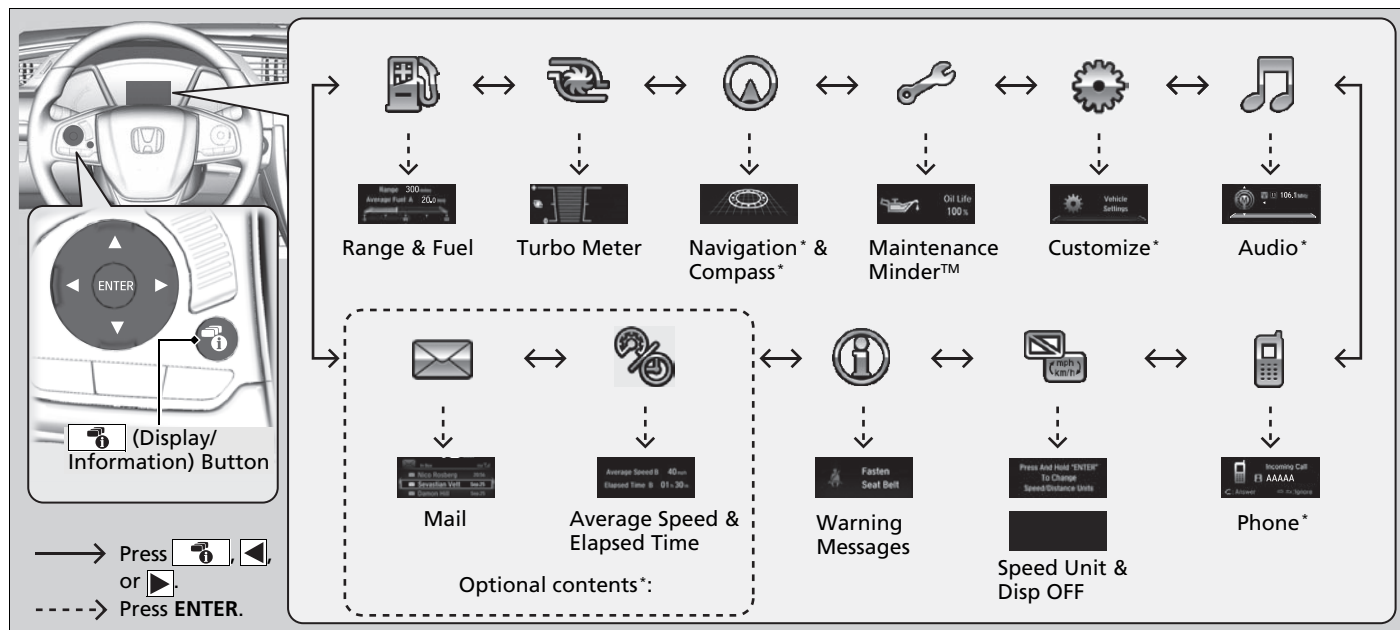 Range 300 miles
Average Fuel A 20.0 MPG
Oil Life
100 %
Vehicle
Settings
106.1 MHz
Range & Fuel
Turbo Meter
Navigation* &
Compass*
Maintenance
Minder™
Customize*
Audio*
ENTER
(Display/
Information) Button
mph
km/h
Nico Rosberg
Sevastian Vett
Damon Hill
Average Speed B 40 mph
Elapsed Time B 01 h 30 m
Fasten
Seat Belt
Press And Hold "ENTER"
To Change
Speed/Distance Units
Incoming Call
AAAAA
Mail
Average Speed &
Elapsed Time
Warning
Messages
Speed Unit &
Disp OFF
Phone*
Optional contents*:
Press , ◀,
or ▶.
Press ENTER.